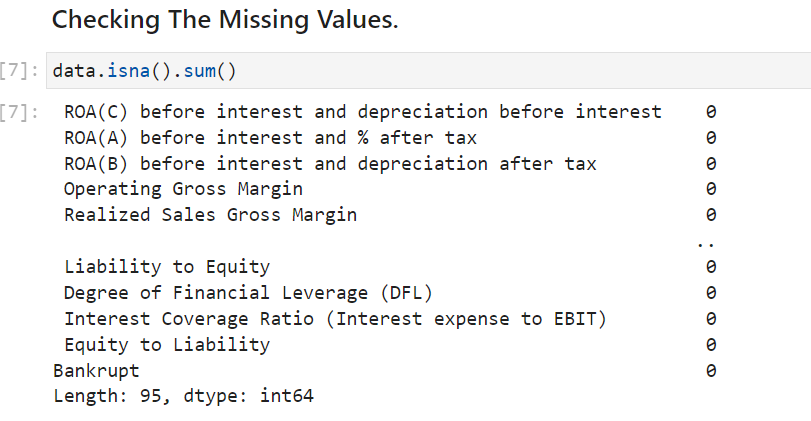 Checking The Missing Values.
[7]: data.isna().sum()
[7]: ROA(C) before interest and depreciation before interest 0
ROA(A) before interest and % after tax 0
ROA(B) before interest and depreciation after tax 0
Operating Gross Margin 0
Realized Sales Gross Margin 0
..
Liability to Equity 0
Degree of Financial Leverage (DFL) 0
Interest Coverage Ratio (Interest expense to EBIT) 0
Equity to Liability 0
Bankrupt 0
Length: 95, dtype: int64